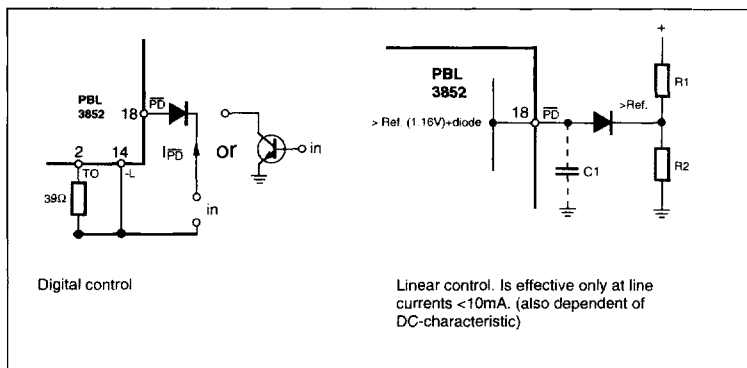 PBL
3852
18
PD
2
14
TO
-L
39Ω
IPD
or
in
in
Digital control
PBL
3852
18
PD
> Ref. (1.16V)+diode
>Ref.
+
R1
R2
C1
Linear control. Is effective only at line
currents <10mA. (also dependent of
DC-characteristic)